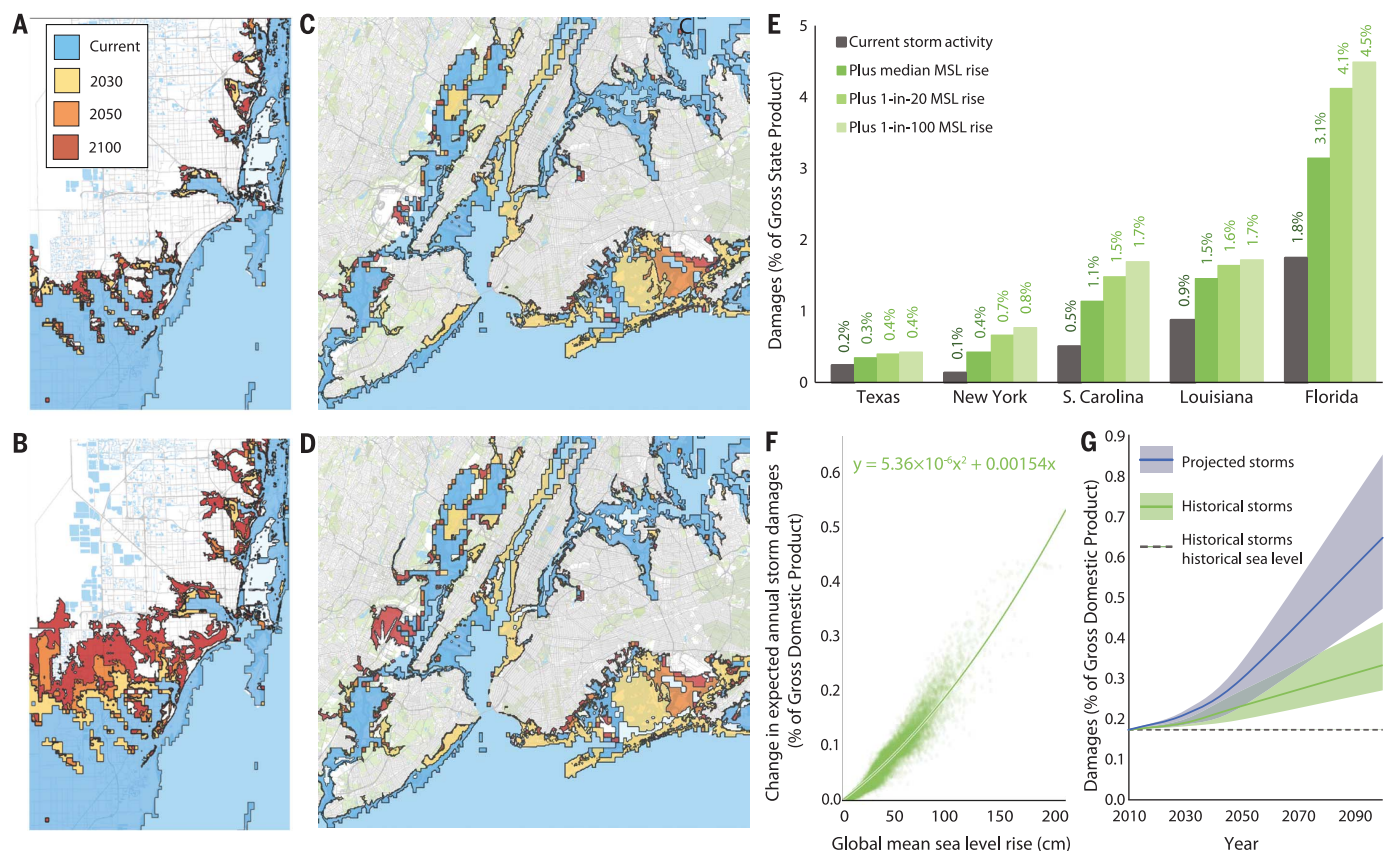 A
Current
2030
2050
2100
B
C
D
E
Damages (% of Gross State Product)
5
4
3
2
1
0
Current storm activity
Plus median MSL rise
Plus 1-in-20 MSL rise
Plus 1-in-100 MSL rise
0.2%
0.3%
0.4%
0.4%
0.1%
0.4%
0.7%
0.8%
0.5%
1.1%
1.5%
1.7%
0.9%
1.5%
1.6%
1.7%
1.8%
3.1%
4.1%
4.5%
Texas
New York
S. Carolina
Louisiana
Florida
F
Change in expected annual storm damages
(% of Gross Domestic Product)
y = 5.36×10⁻⁶x² + 0.00154x
0.6
0.5
0.4
0.3
0.2
0.1
0.0
0
50
100
150
200
Global mean sea level rise (cm)
G
Damages (% of Gross Domestic Product)
0.9
0.8
0.7
0.6
0.5
0.4
0.3
0.2
0.1
0.0
Projected storms
Historical storms
Historical storms
historical sea level
2010
2030
2050
2070
2090
Year